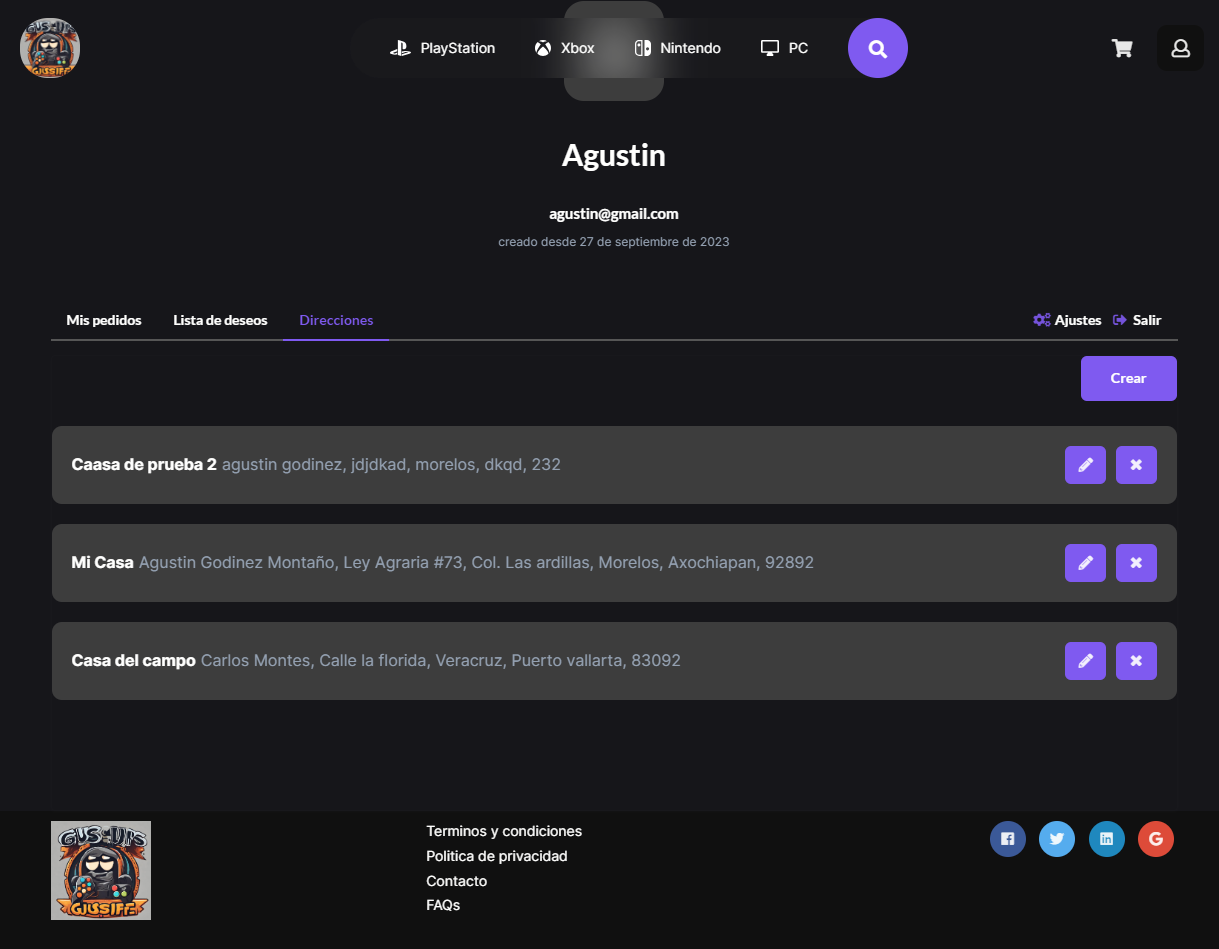 PlayStation Xbox Nintendo PC
Agustin
agustin@gmail.com
creado desde 27 de septiembre de 2023
Mis pedidos Lista de deseos Direcciones Ajustes Salir
Crear
Caasa de prueba 2 agustin godinez, jdjdkad, morelos, dkqd, 232
Mi Casa Agustin Godinez Montaño, Ley Agraria #73, Col. Las ardillas, Morelos, Axochiapan, 92892
Casa del campo Carlos Montes, Calle la florida, Veracruz, Puerto vallarta, 83092
Terminos y condiciones
Politica de privacidad
Contacto
FAQs